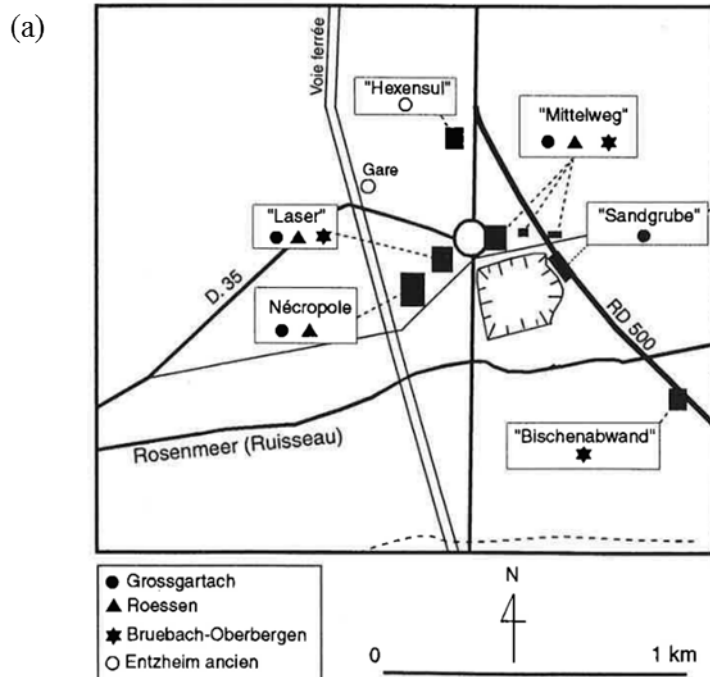 (a)
Voie ferrée
"Hexensul"
"Mittelweg"
Gare
"Laser"
"Sandgrube"
D. 35
Nécropole
RD 500
Rosenmeer (Ruisseau)
"Bischenabwand"
Grossgartach
Roessen
Bruebach-Oberbergen
Entzheim ancien
N
0 1 km